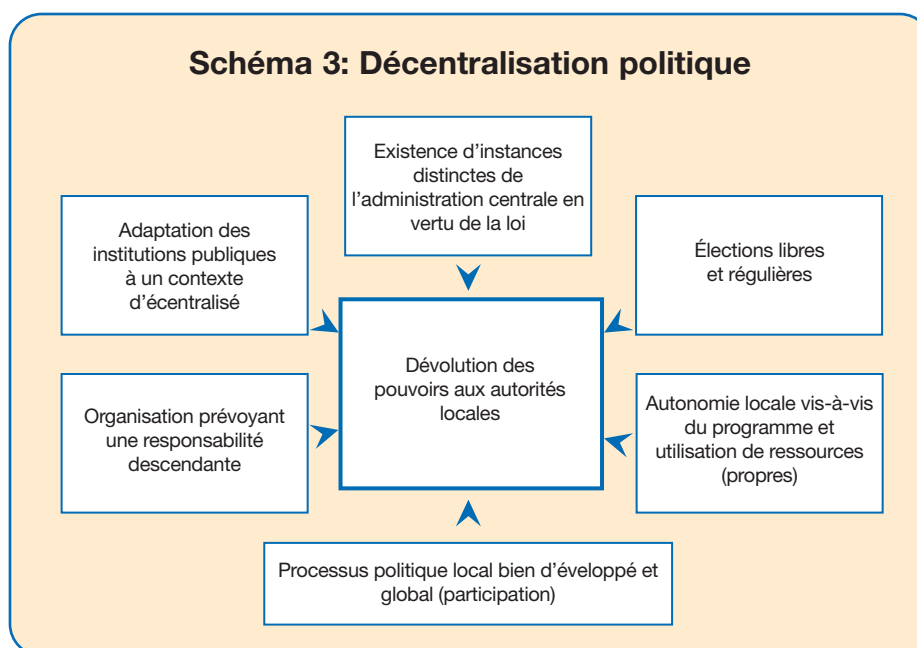 Schéma 3: Décentralisation politique
Existence d'instances
distinctes de
l'administration centrale en
vertu de la loi
Adaptation des
institutions publiques
à un contexte
d'écentralisé
Élections libres
et régulières
Dévolution des
pouvoirs aux autorités
locales
Organisation prévoyant
une responsabilité
descendante
Autonomie locale vis-à-vis
du programme et
utilisation de ressources
(propres)
Processus politique local bien d'éveloppé et
global (participation)